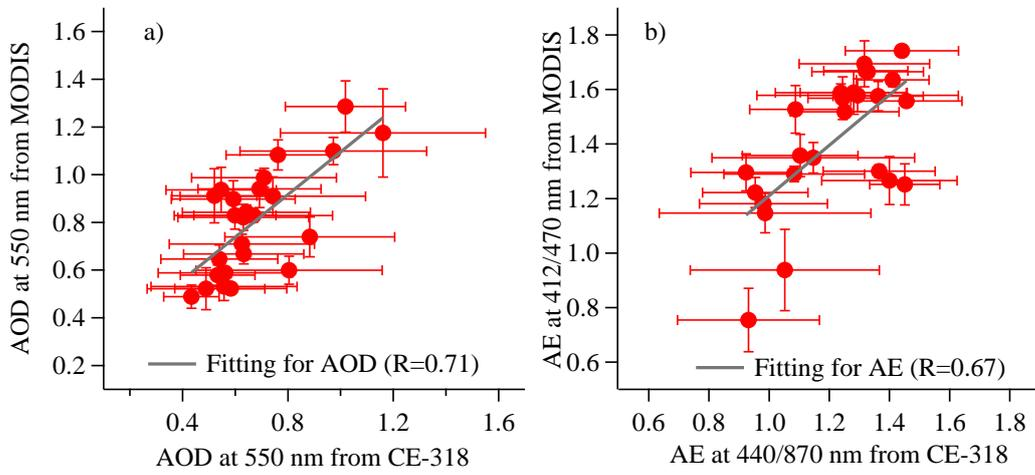 a)
AOD at 550 nm from MODIS
1.6
1.4
1.2
1.0
0.8
0.6
0.4
0.2
Fitting for AOD (R=0.71)
0.4 0.8 1.2 1.6
AOD at 550 nm from CE-318
b)
AE at 412/470 nm from MODIS
1.8
1.6
1.4
1.2
1.0
0.8
0.6
Fitting for AE (R=0.67)
0.6 0.8 1.0 1.2 1.4 1.6 1.8
AE at 440/870 nm from CE-318